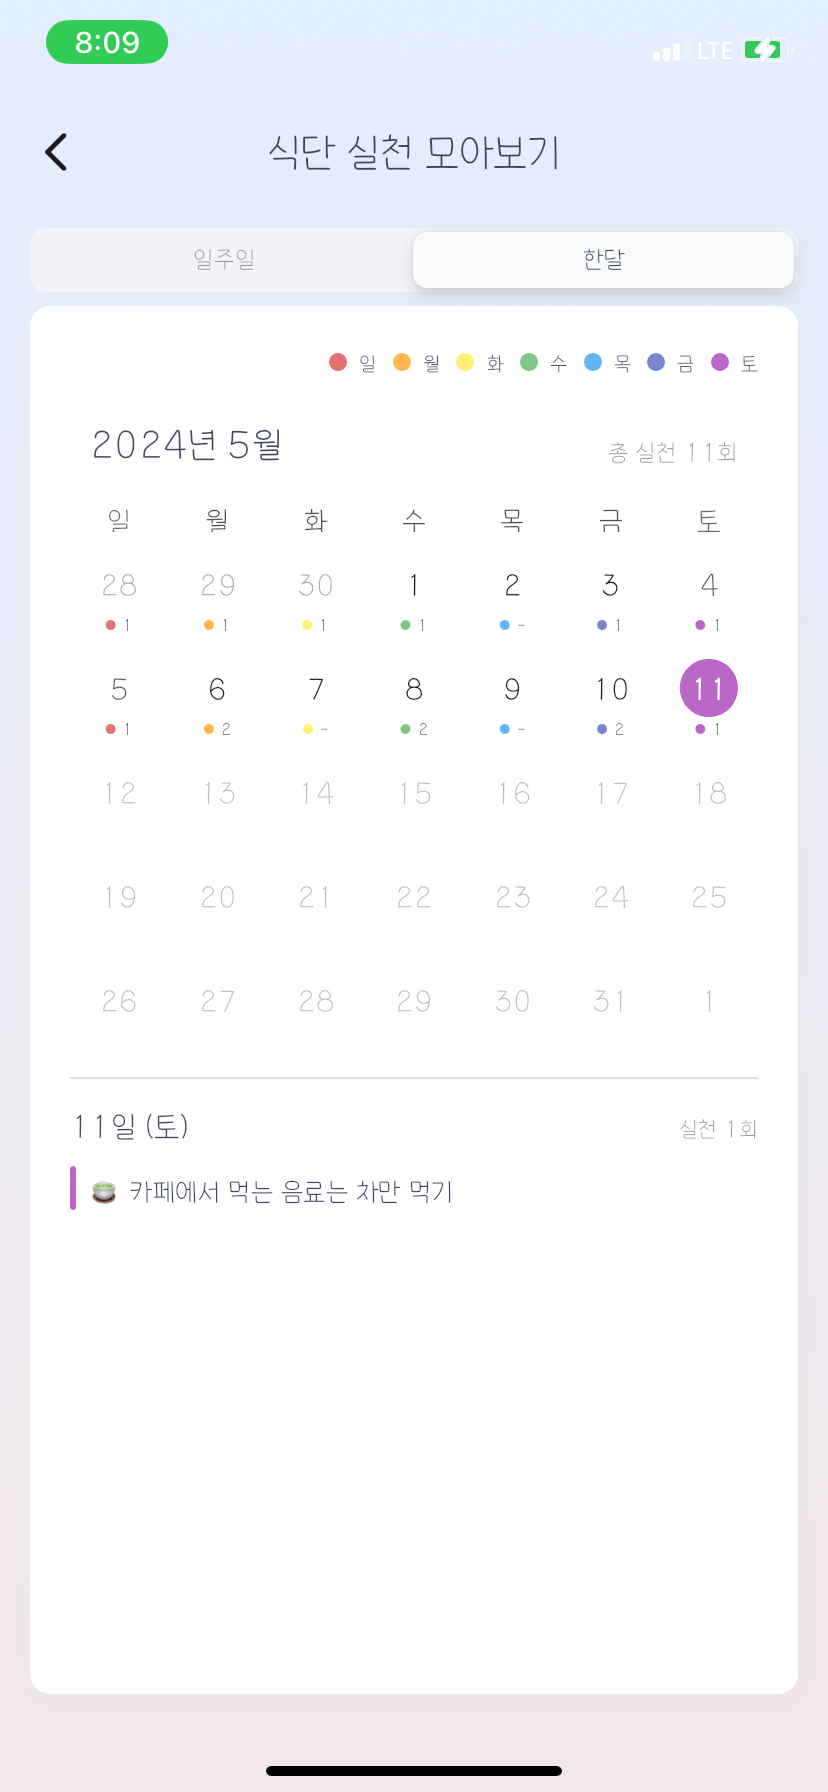 8:09 LTE
식단 실천 모아보기
일주일 한달
일 월 화 수 목 금 토
2024년 5월 총 실천 11회
일 월 화 수 목 금 토
28 29 30 1 2 3 4
1 1 1 1 - 1 1
5 6 7 8 9 10 11
1 2 - 2 - 2 1
12 13 14 15 16 17 18
19 20 21 22 23 24 25
26 27 28 29 30 31 1
11일 (토) 실천 1회
카페에서 먹는 음료는 차만 먹기